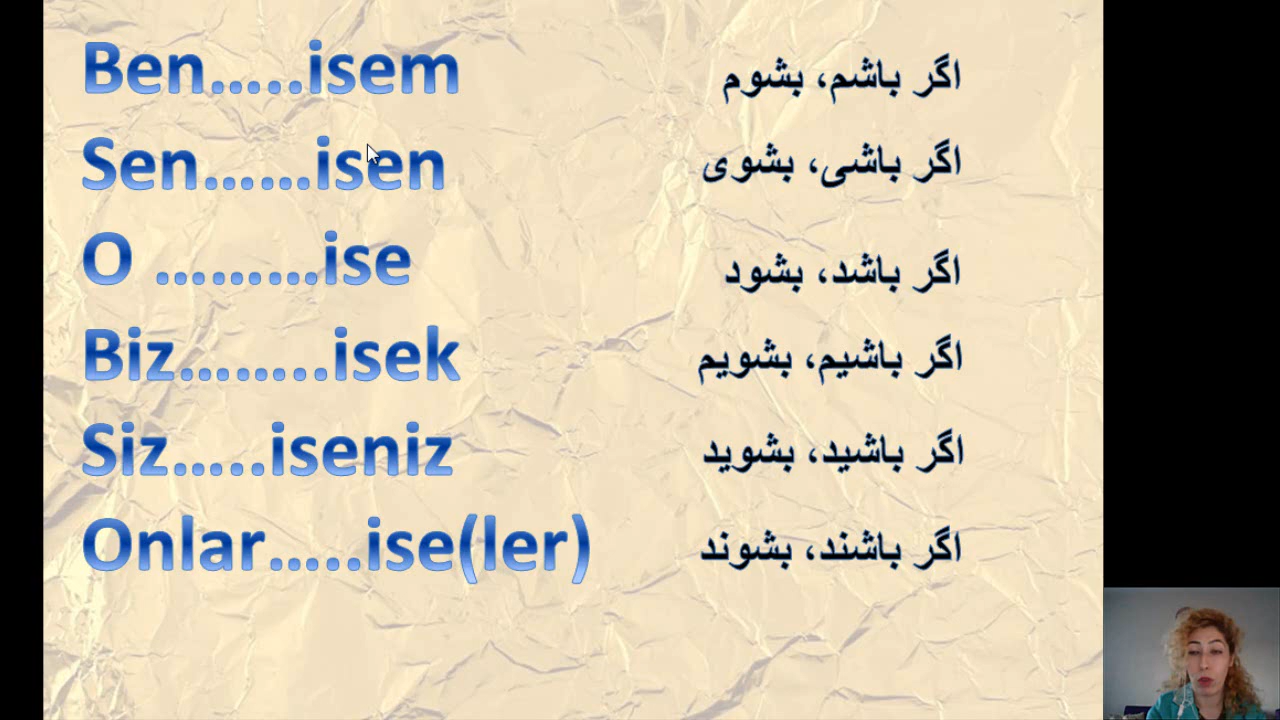 Ben.....isem اگر باشم، بشوم
Sen......isen اگر باشی، بشوی
O .........ise اگر باشد، بشود
Biz........isek اگر باشیم، بشویم
Siz.....iseniz اگر باشید، بشوید
Onlar.....ise(ler) اگر باشند، بشوند